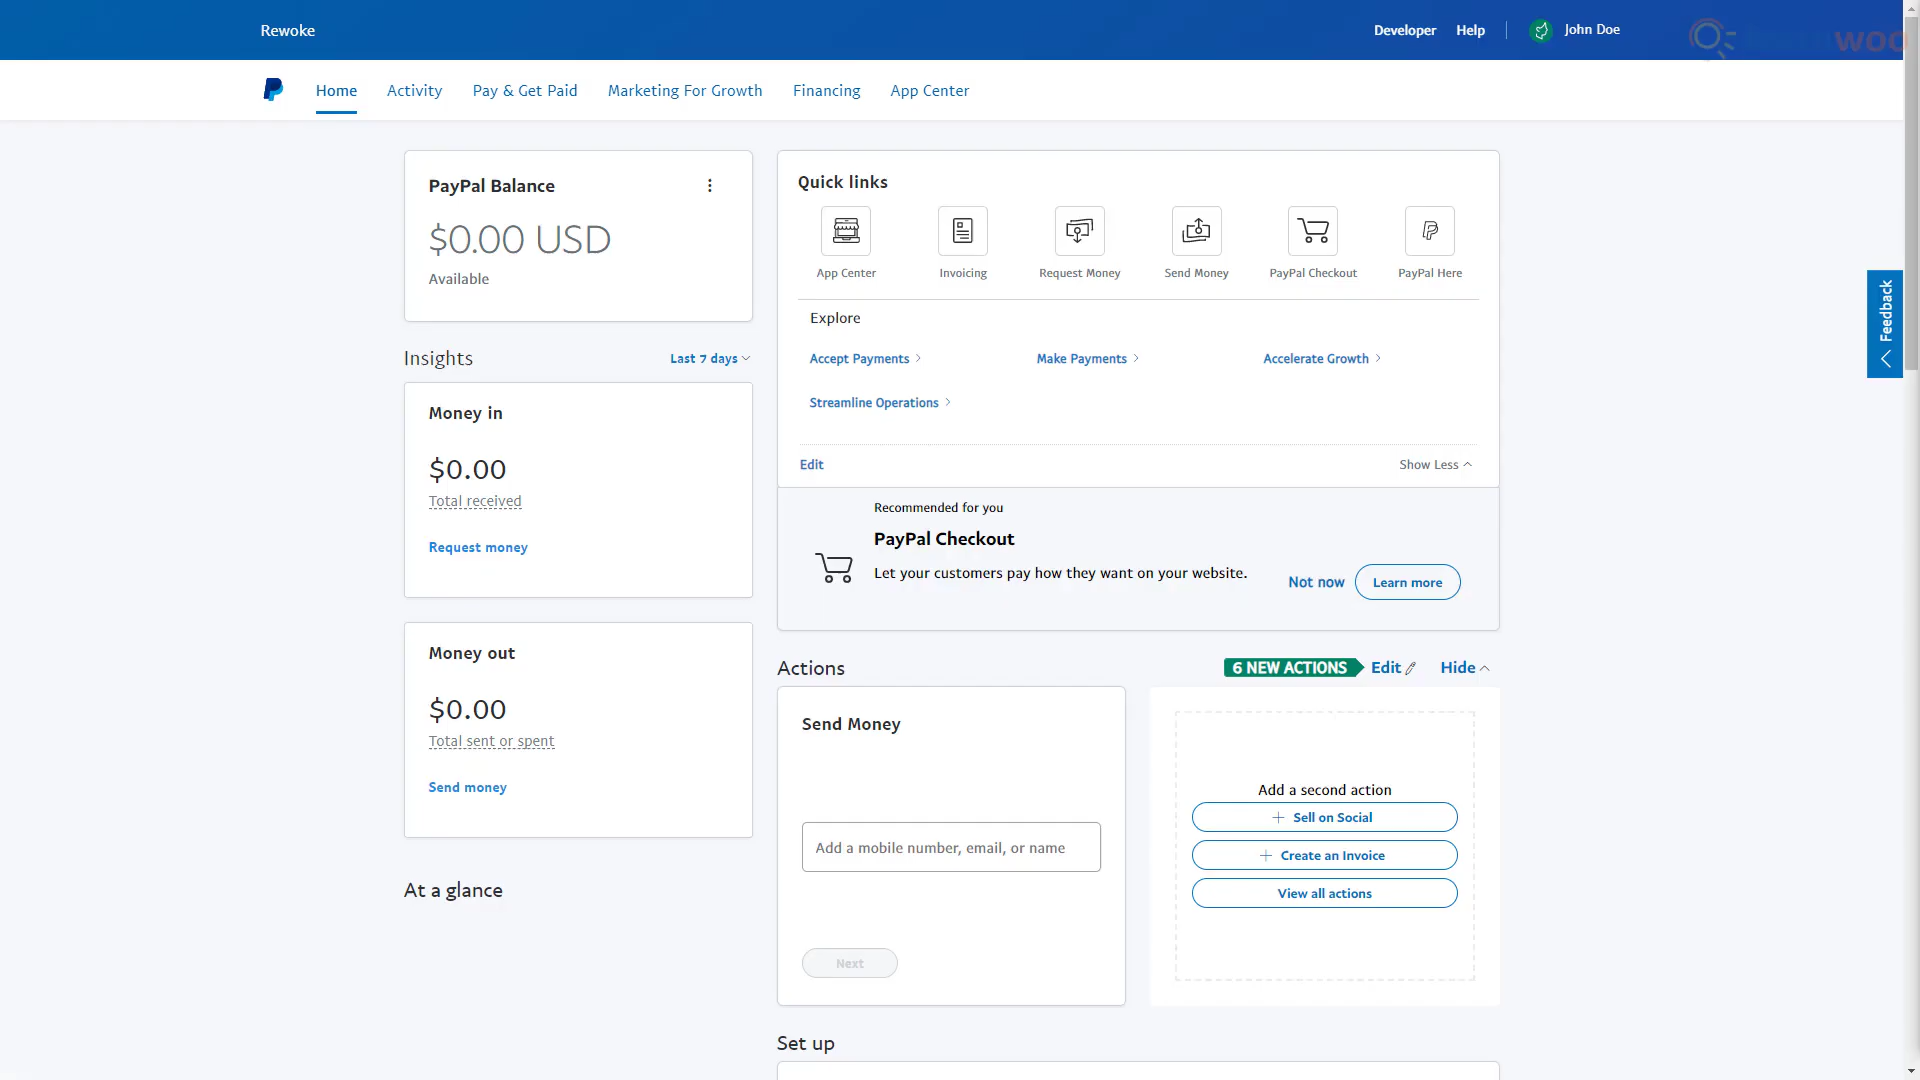 Rewoke
Developer
Help
John Doe
woo
Home
Activity
Pay & Get Paid
Marketing For Growth
Financing
App Center
PayPal Balance
$0.00 USD
Available
Insights
Last 7 days
Money in
$0.00
Total received
Request money
Money out
$0.00
Total sent or spent
Send money
At a glance
Quick links
App Center
Invoicing
Request Money
Send Money
PayPal Checkout
PayPal Here
Explore
Accept Payments
Make Payments
Accelerate Growth
Streamline Operations
Edit
Show Less
Recommended for you
PayPal Checkout
Let your customers pay how they want on your website.
Not now
Learn more
Actions
6 NEW ACTIONS
Edit
Hide
Send Money
Add a mobile number, email, or name
Next
Add a second action
Sell on Social
Create an Invoice
View all actions
Set up
Feedback